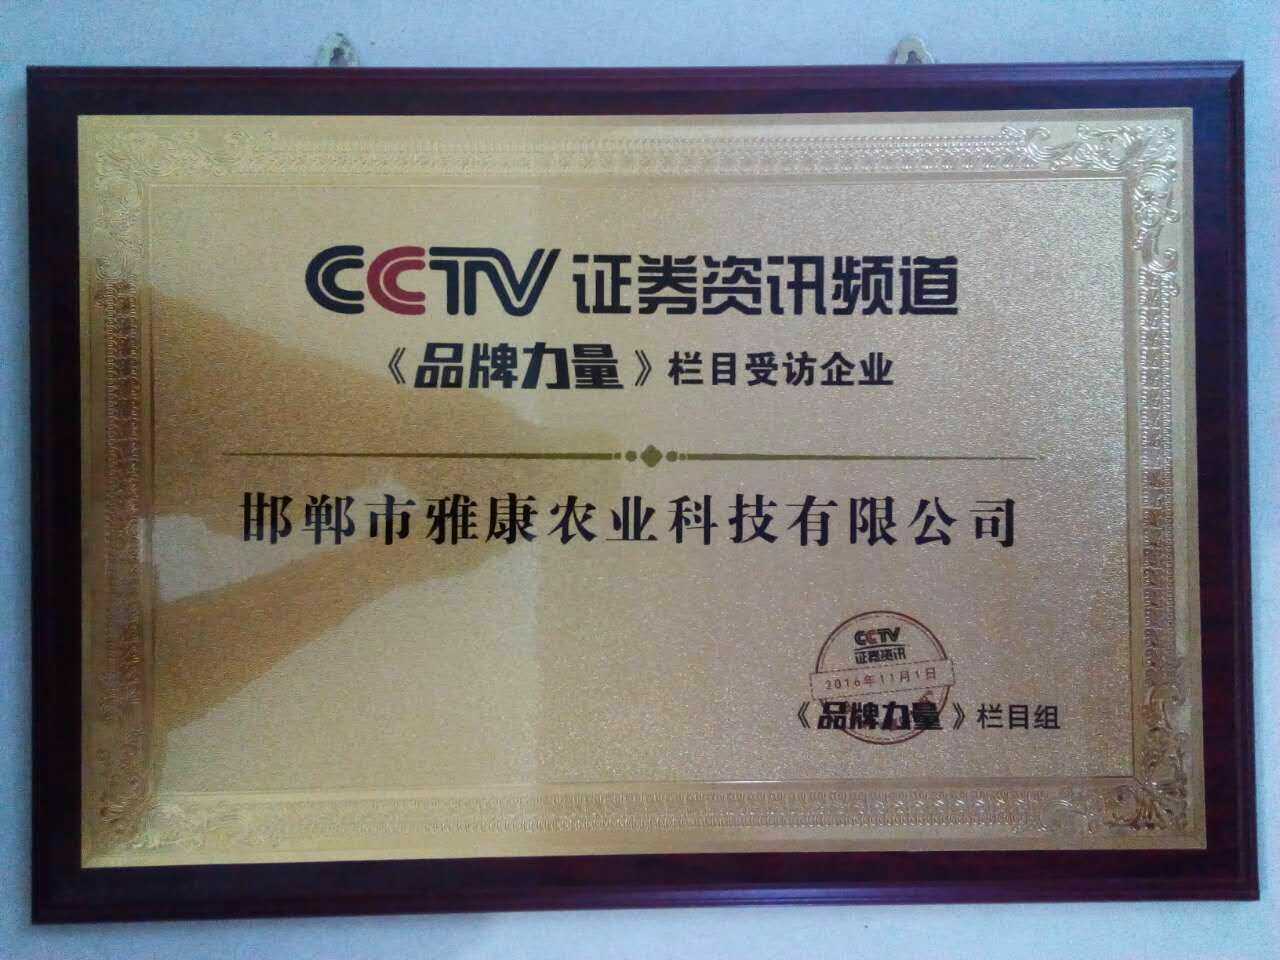 CCTV 证券资讯频道
《品牌力量》栏目受访企业
邯郸市雅康农业科技有限公司
CCTV
证券资讯
2016年11月1日
《品牌力量》栏目组